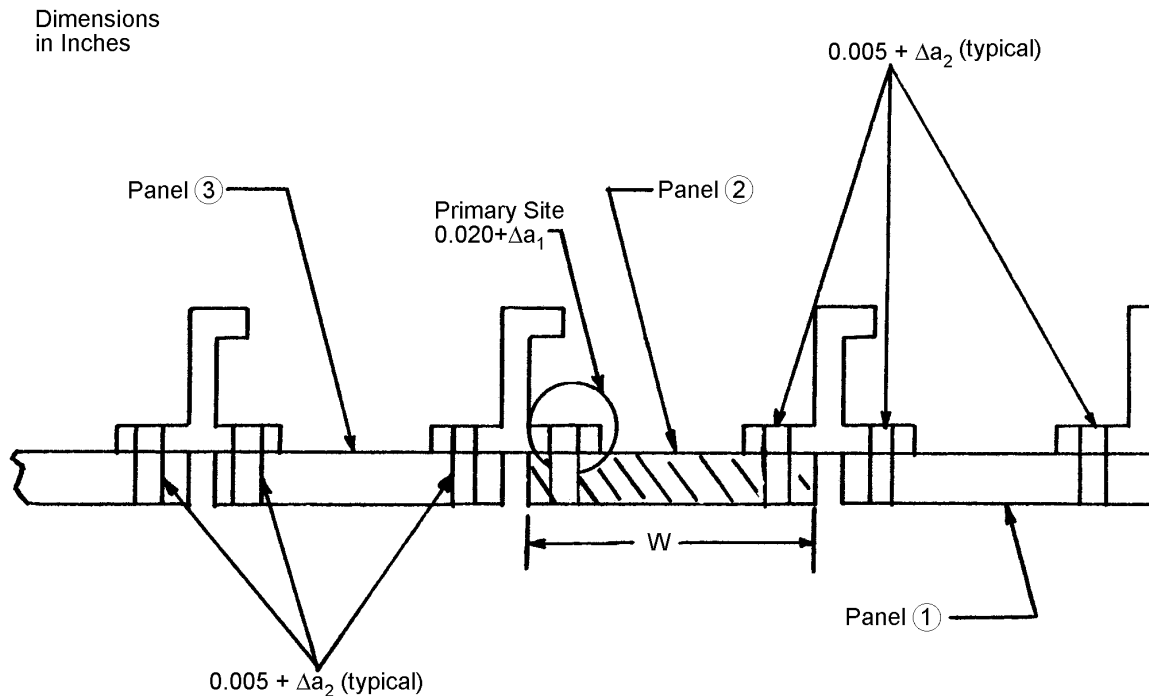 Dimensions
in Inches
0.005 + Δa₂ (typical)
Panel ③
Primary Site
0.020+Δa₁
Panel ②
W
Panel ①
0.005 + Δa₂ (typical)